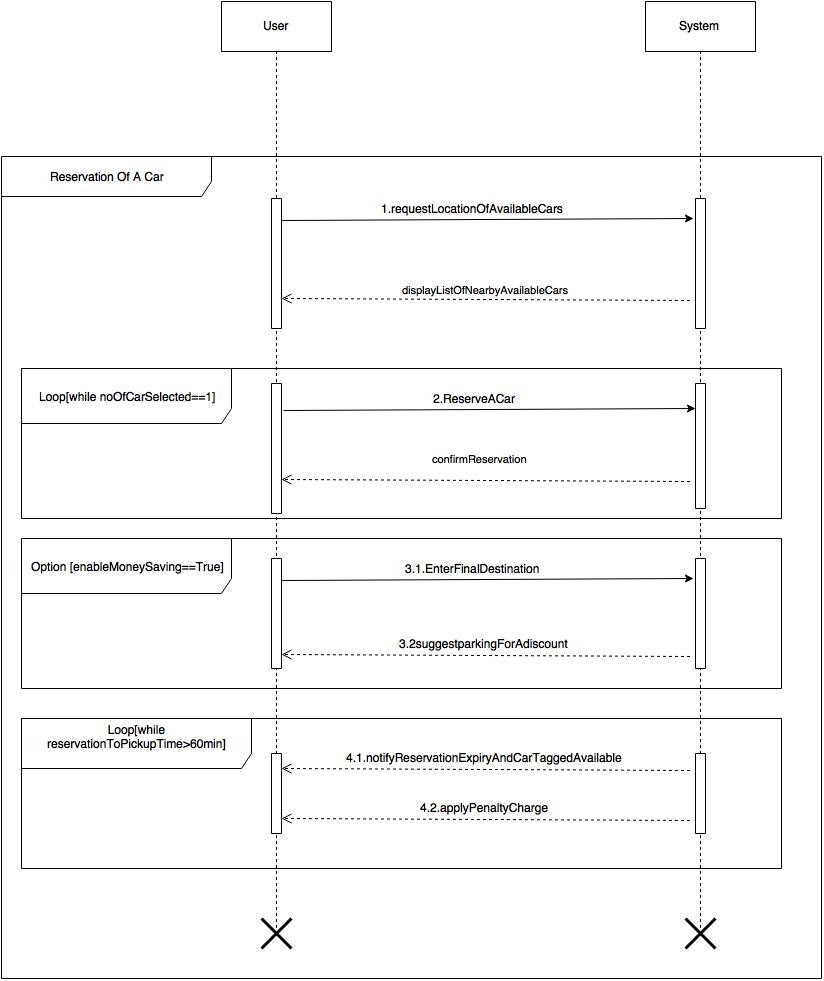 User
System
Reservation Of A Car
1.requestLocationOfAvailableCars
displayListOfNearbyAvailableCars
Loop[while noOfCarSelected==1]
2.ReserveACar
confirmReservation
Option [enableMoneySaving==True]
3.1.EnterFinalDestination
3.2suggestparkingForAdiscount
Loop[while
reservationToPickupTime>60min]
4.1.notifyReservationExpiryAndCarTaggedAvailable
4.2.applyPenaltyCharge